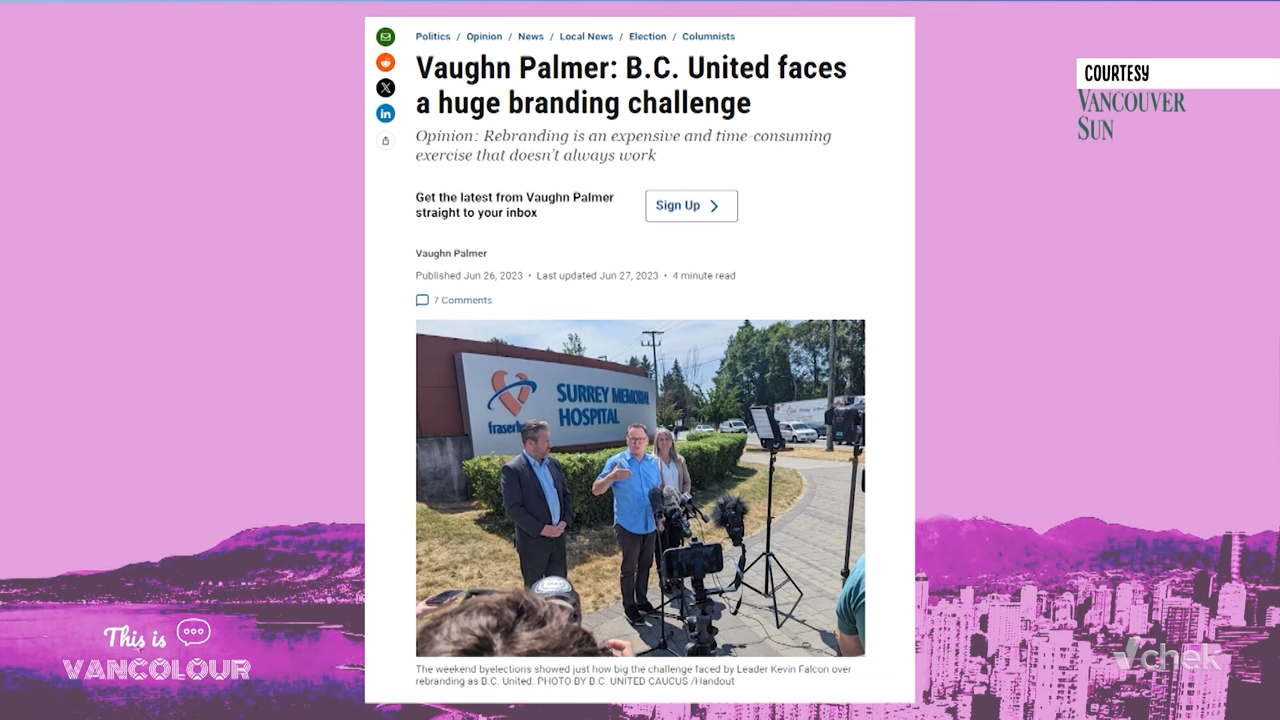 Politics / Opinion / News / Local News / Election / Columnists
Vaughn Palmer: B.C. United faces
a huge branding challenge
Opinion: Rebranding is an expensive and time-consuming
exercise that doesn't always work
Get the latest from Vaughn Palmer
straight to your inbox
Sign Up
Vaughn Palmer
Published Jun 26, 2023 • Last updated Jun 27, 2023 • 4 minute read
7 Comments
SURREY MEMORIAL
HOSPITAL
fraserhe
The weekend byelections showed just how big the challenge faced by Leader Kevin Falcon over
rebranding as B.C. United. PHOTO BY B.C. UNITED CAUCUS /Handout
COURTESY
VANCOUVER
SUN
This is
VANCOLOUR
chek